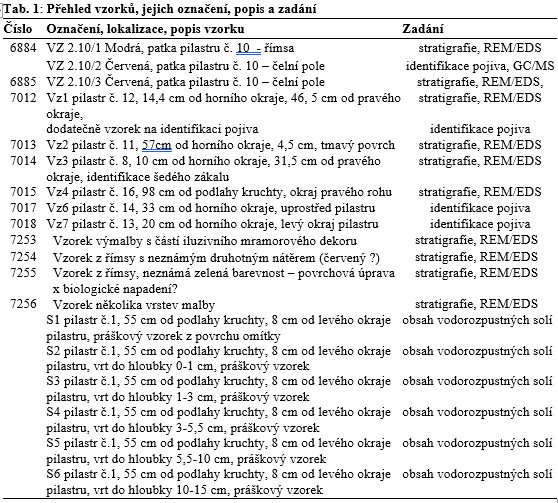 Tab. 1: Přehled vzorků, jejich označení, popis a zadání
Číslo Označení, lokalizace, popis vzorku Zadání
6884 VZ 2.10/1 Modrá, patka pilastru č. 10 - římsa stratigrafie, REM/EDS
VZ 2.10/2 Červená, patka pilastru č. 10 – čelní pole identifikace pojiva, GC/MS
6885 VZ 2.10/3 Červená, patka pilastru č. 10 – čelní pole stratigrafie, REM/EDS,
7012 Vz1 pilastr č. 12, 14,4 cm od horního okraje, 46, 5 cm od pravého stratigrafie, REM/EDS
okraje,
dodatečně vzorek na identifikaci pojiva identifikace pojiva
7013 Vz2 pilastr č. 11, 57cm od horního okraje, 4,5 cm, tmavý povrch stratigrafie, REM/EDS
7014 Vz3 pilastr č. 8, 10 cm od horního okraje, 31,5 cm od pravého stratigrafie, REM/EDS
okraje, identifikace šedého zákalu
7015 Vz4 pilastr č. 16, 98 cm od podlahy kruchty, okraj pravého rohu stratigrafie, REM/EDS
7017 Vz6 pilastr č. 14, 33 cm od horního okraje, uprostřed pilastru identifikace pojiva
7018 Vz7 pilastr č. 13, 20 cm od horního okraje, levý okraj pilastru identifikace pojiva
7253 Vzorek výmalby s částí iluzivního mramorového dekoru stratigrafie, REM/EDS
7254 Vzorek z římsy s neznámým druhotným nátěrem (červený ?) stratigrafie, REM/EDS
7255 Vzorek z římsy, neznámá zelená barevnost – povrchová úprava stratigrafie, REM/EDS
x biologické napadení?
7256 Vzorek několika vrstev malby stratigrafie, REM/EDS
S1 pilastr č.1, 55 cm od podlahy kruchty, 8 cm od levého okraje obsah vodorozpustných solí
pilastru, práškový vzorek z povrchu omítky
S2 pilastr č.1, 55 cm od podlahy kruchty, 8 cm od levého okraje obsah vodorozpustných solí
pilastru, vrt do hloubky 0-1 cm, práškový vzorek
S3 pilastr č.1, 55 cm od podlahy kruchty, 8 cm od levého okraje obsah vodorozpustných solí
pilastru, vrt do hloubky 1-3 cm, práškový vzorek
S4 pilastr č.1, 55 cm od podlahy kruchty, 8 cm od levého okraje obsah vodorozpustných solí
pilastru, vrt do hloubky 3-5,5 cm, práškový vzorek
S5 pilastr č.1, 55 cm od podlahy kruchty, 8 cm od levého okraje obsah vodorozpustných solí
pilastru, vrt do hloubky 5,5-10 cm, práškový vzorek
S6 pilastr č.1, 55 cm od podlahy kruchty, 8 cm od levého okraje obsah vodorozpustných solí
pilastru, vrt do hloubky 10-15 cm, práškový vzorek